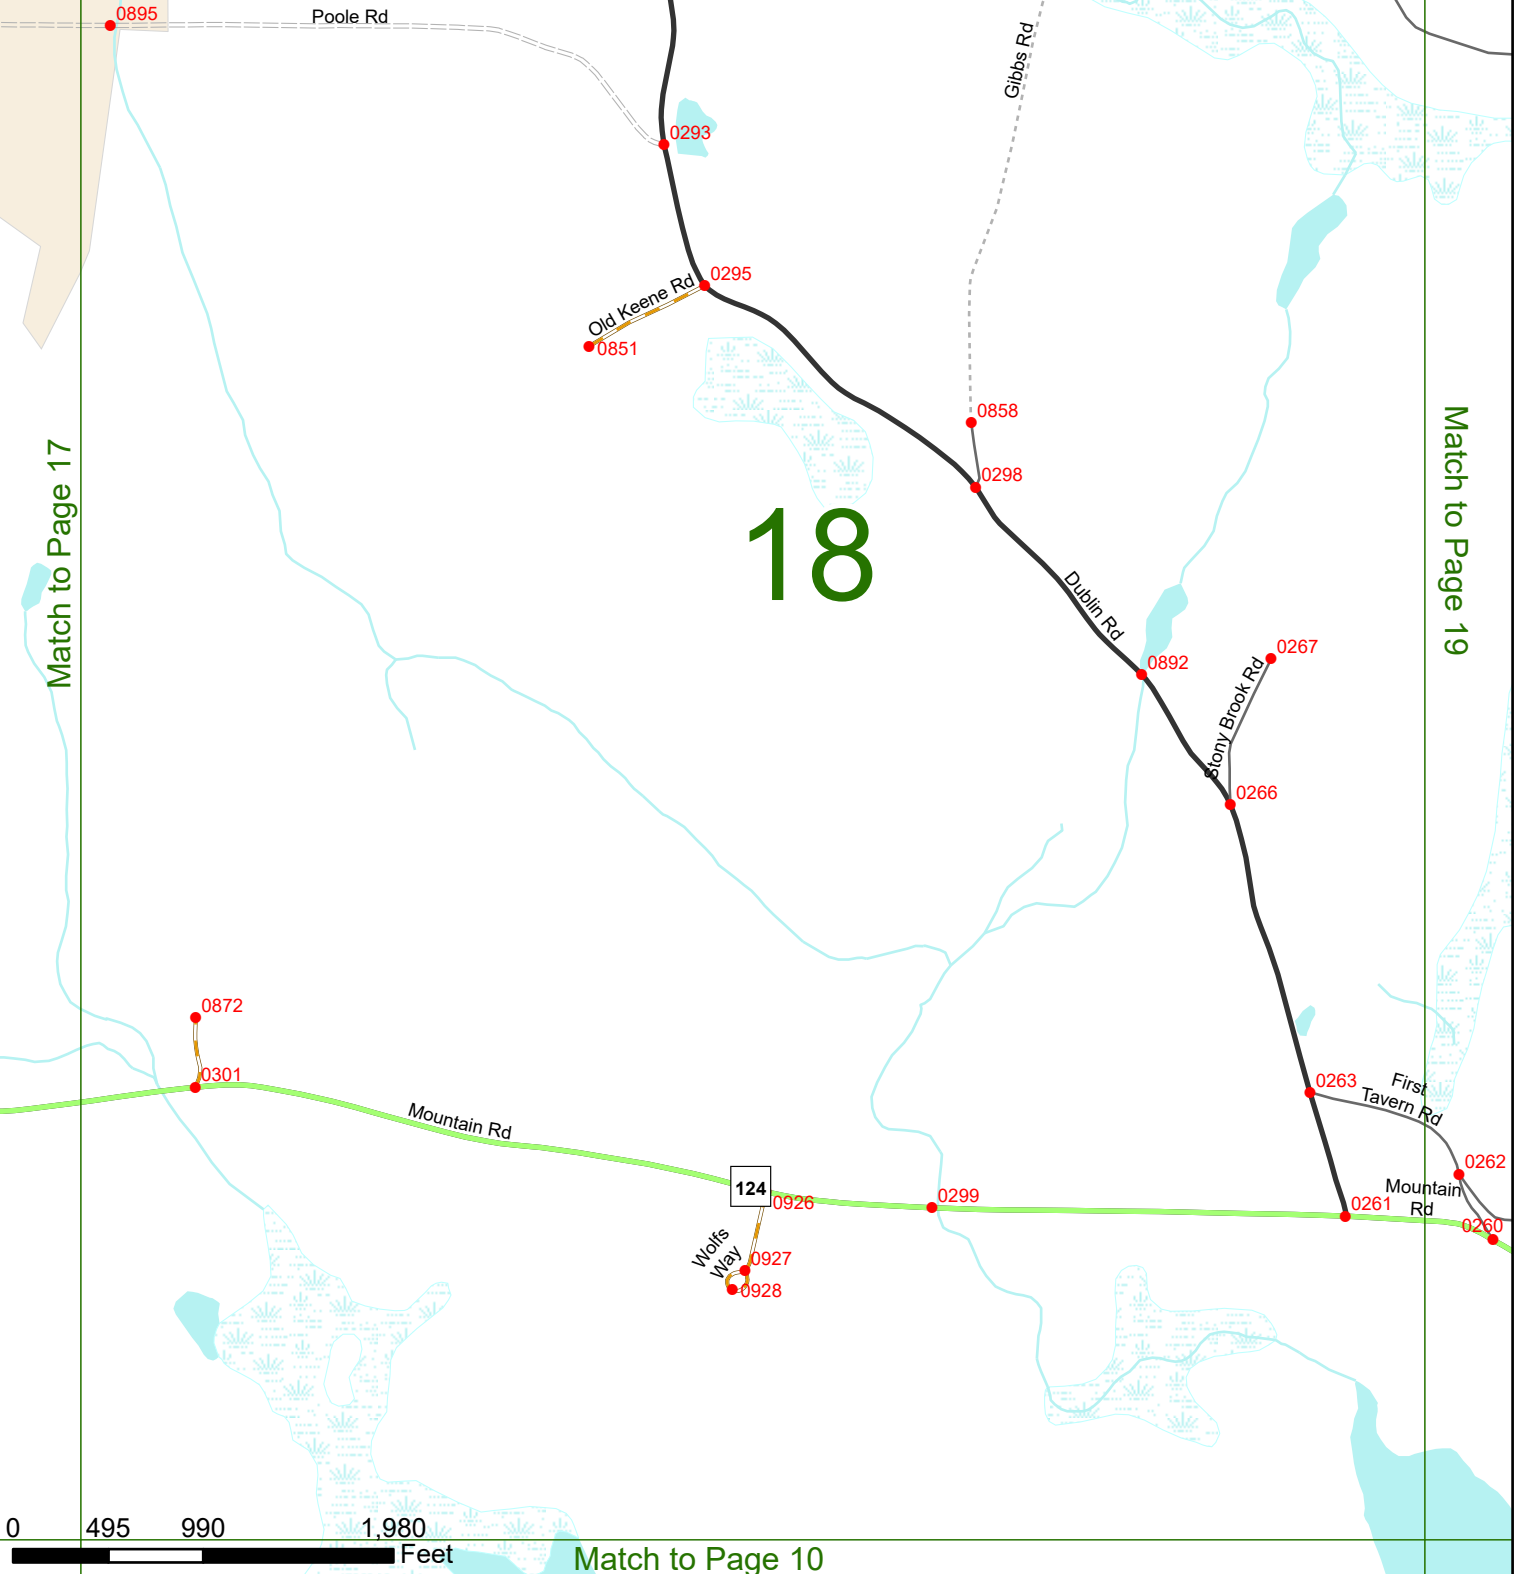 0895
Poole Rd
Gibbs Rd
0293
0295
Old Keene Rd
0851
0858
0298
Match to Page 17
Match to Page 19
18
Dublin Rd
0892
0267
Stony Brook Rd
0266
0872
0301
0263
First
Tavern Rd
Mountain Rd
0262
124
0926
0299
Mountain
Rd
0261
0260
Wolfs
Way
0927
0928
0 495 990 1,980
Feet
Match to Page 10